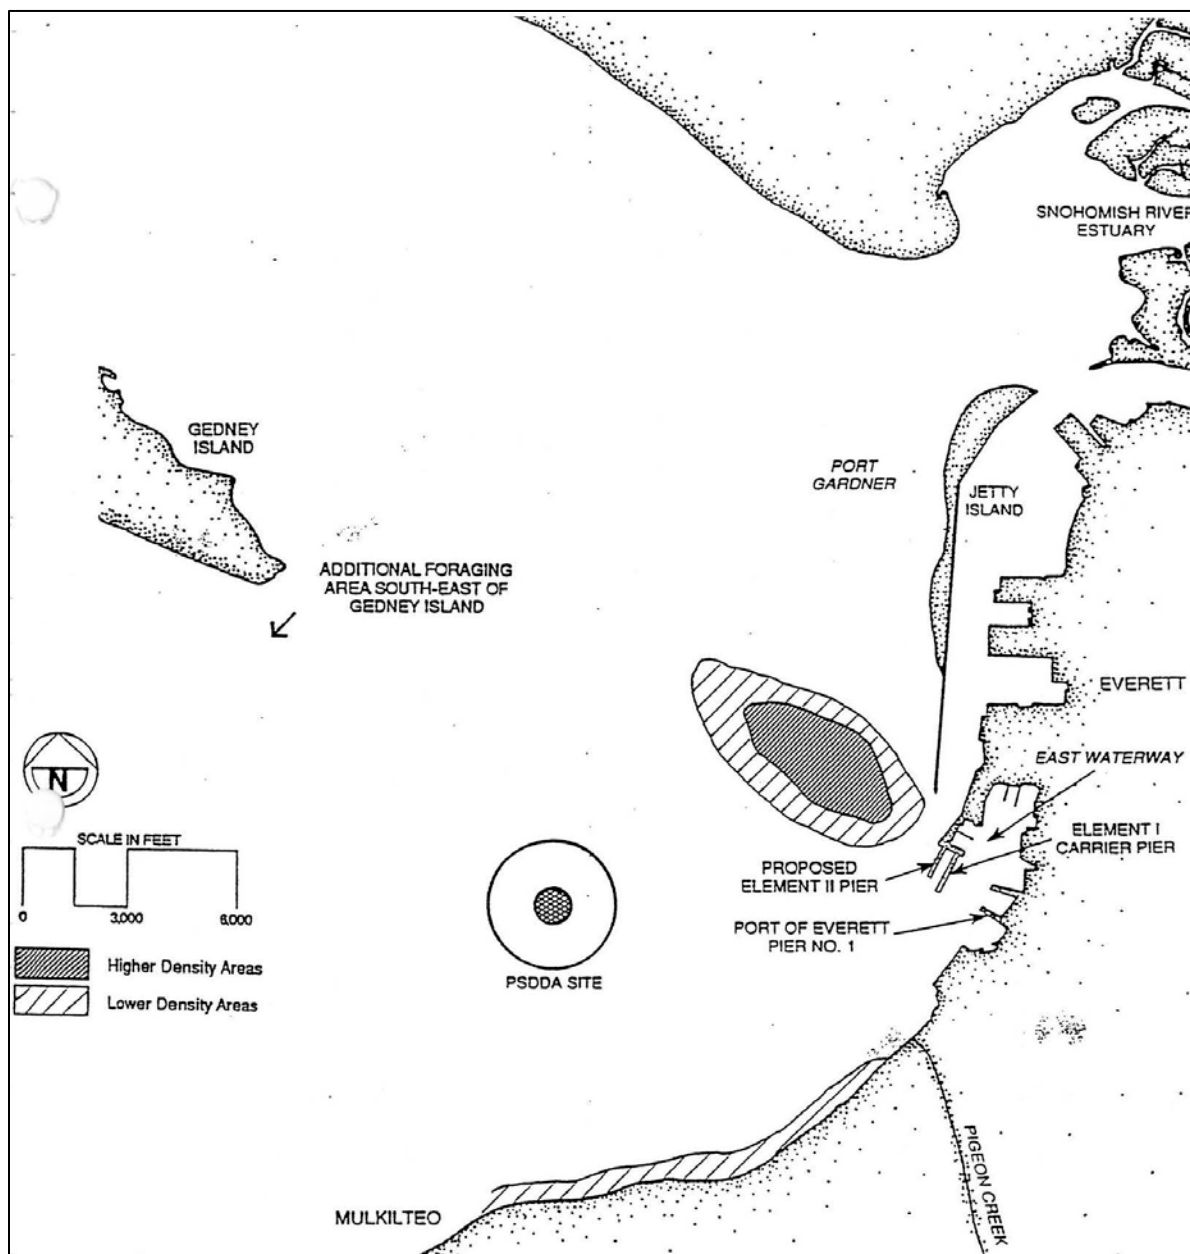 SNOHOMISH RIVER
ESTUARY
GEDNEY
ISLAND
PORT
GARDNER
JETTY
ISLAND
ADDITIONAL FORAGING
AREA SOUTH-EAST OF
GEDNEY ISLAND
EVERETT
EAST WATERWAY
N
SCALE IN FEET
0 3,000 6,000
ELEMENT I
CARRIER PIER
PROPOSED
ELEMENT II PIER
PORT OF EVERETT
PIER NO. 1
Higher Density Areas
Lower Density Areas
PSDDA SITE
PIGEON CREEK
MULKILTEO